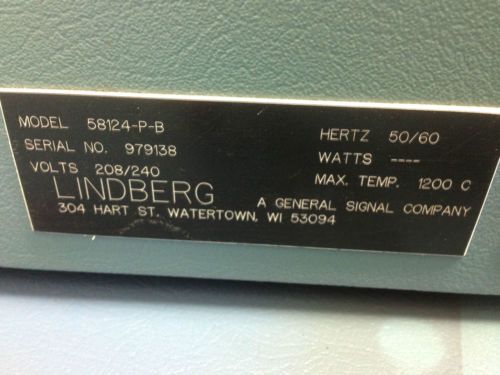 MODEL 58124-P-B
SERIAL NO. 979138
VOLTS 208/240
HERTZ 50/60
WATTS ----
MAX. TEMP. 1200 C
LINDBERG
A GENERAL SIGNAL COMPANY
304 HART ST. WATERTOWN, WI 53094